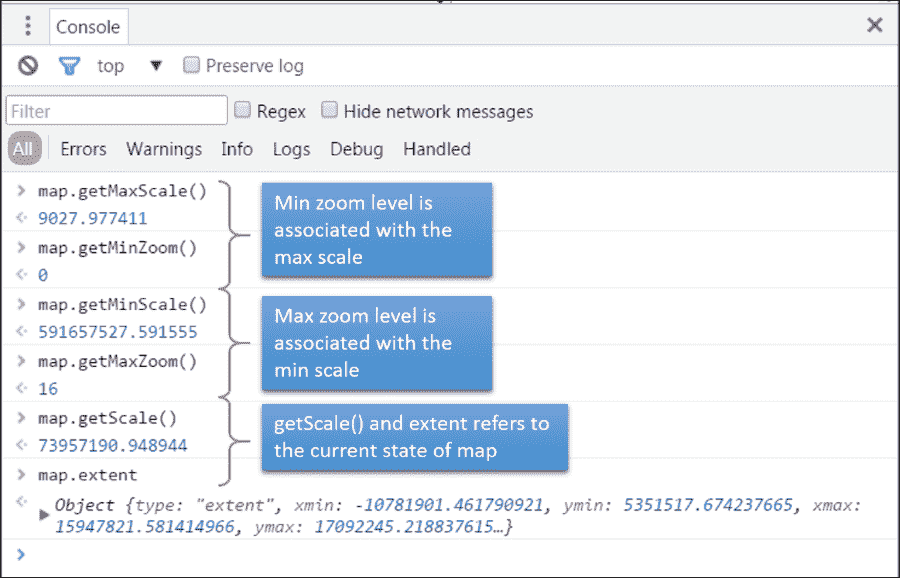 Console
top ▼ Preserve log
Filter Regex Hide network messages
All Errors Warnings Info Logs Debug Handled
> map.getMaxScale()
9027.977411
> map.getMinZoom()
0
Min zoom level is
associated with the
max scale
> map.getMinScale()
591657527.591555
> map.getMaxZoom()
16
Max zoom level is
associated with the
min scale
> map.getScale()
73957190.948944
> map.extent
getScale() and extent refers to
the current state of map
Object {type: "extent", xmin: -10781901.461790921, ymin: 5351517.674237665, xmax:
15947821.581414966, ymax: 17092245.218837615…}
>